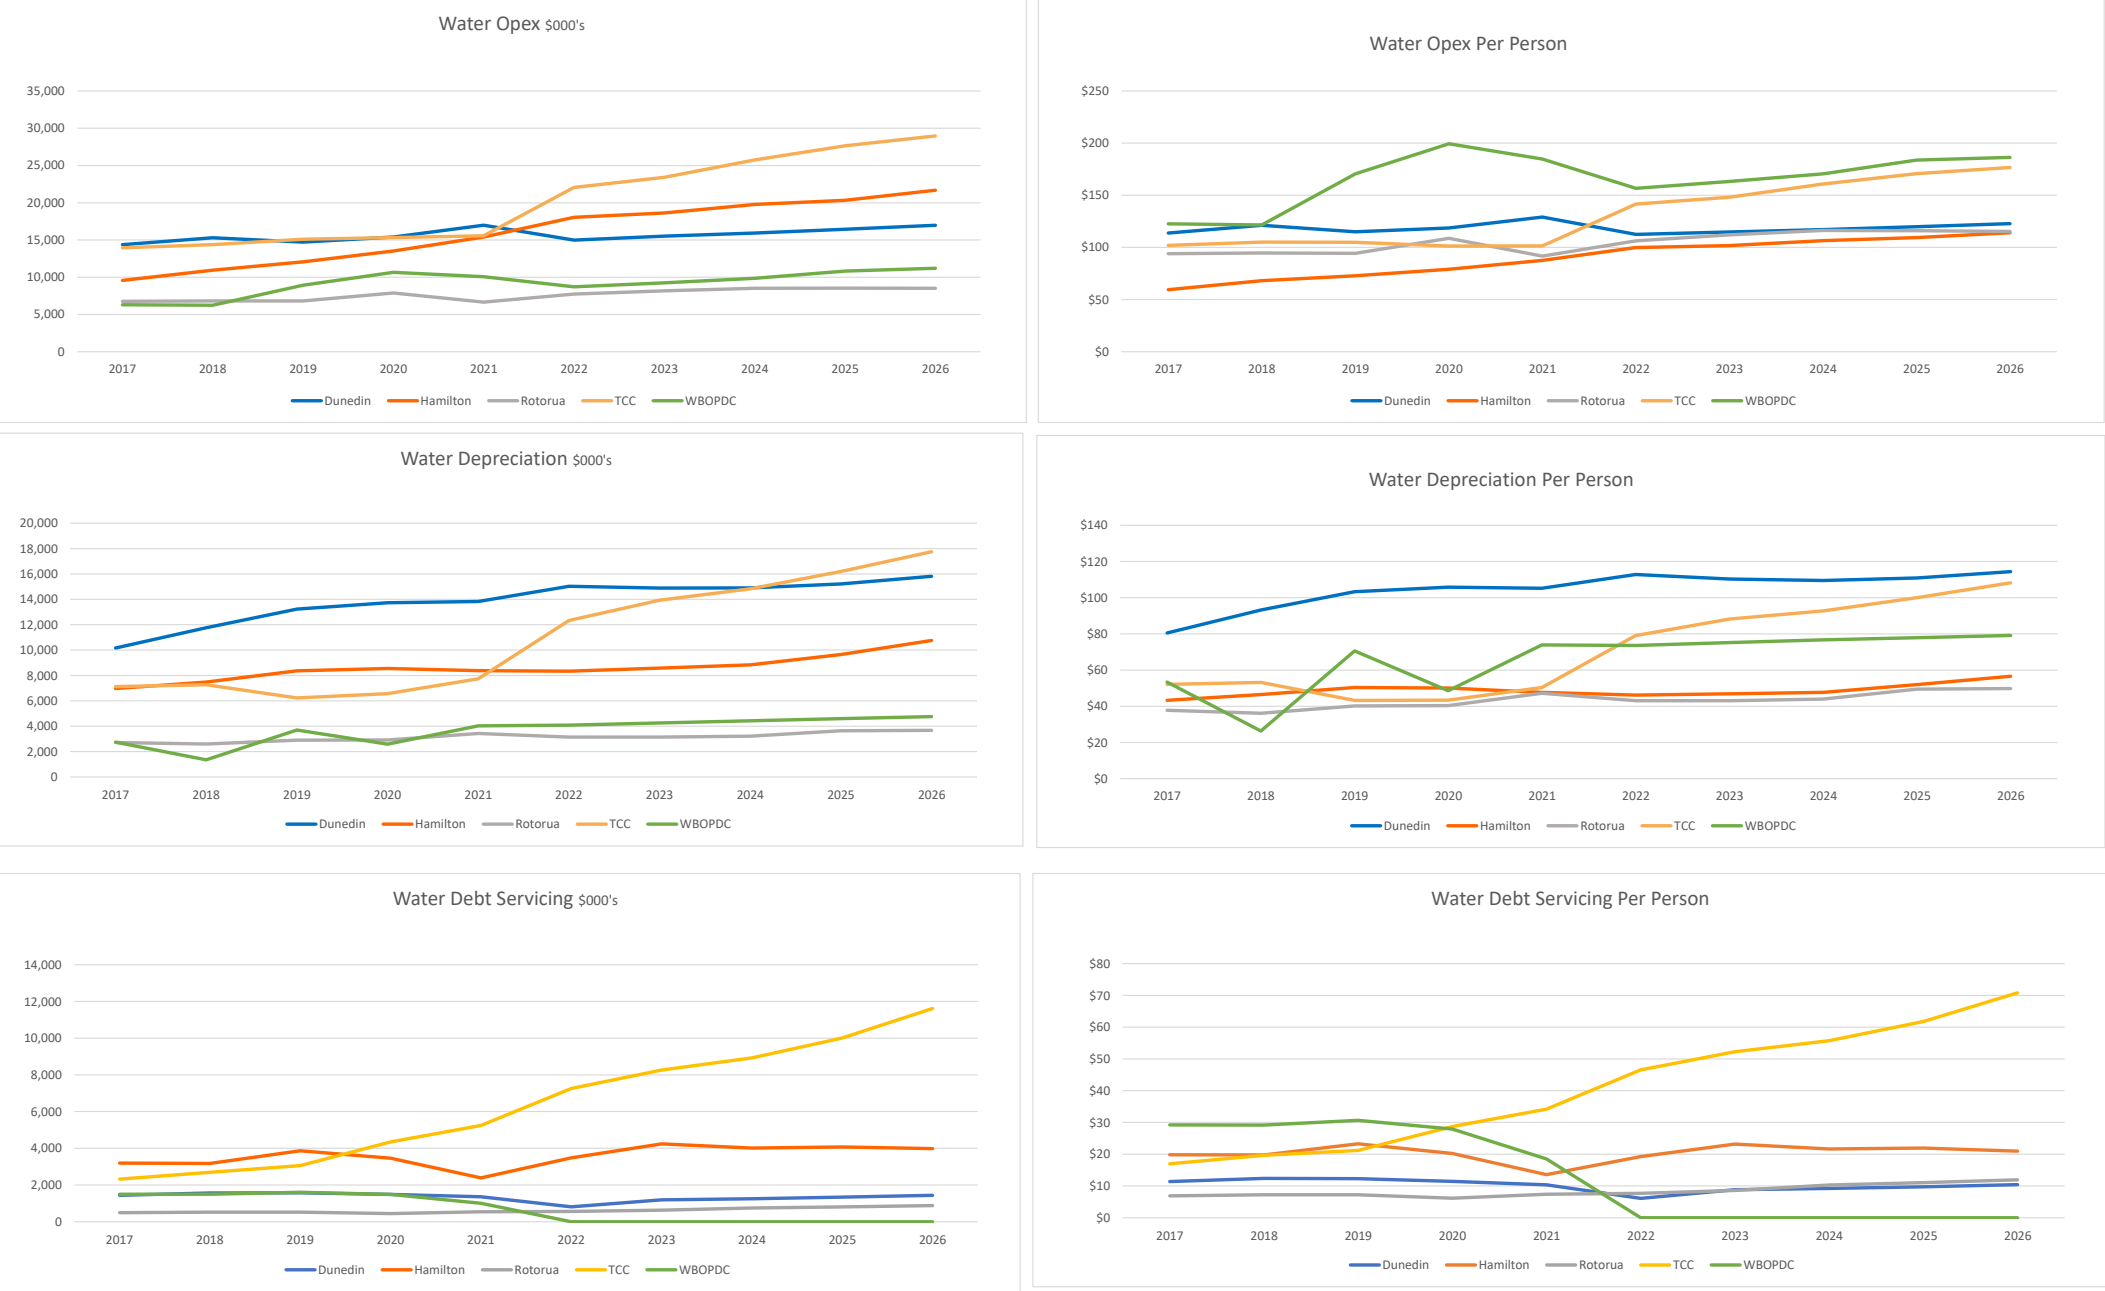 Water Opex $000's
35,000
30,000
25,000
20,000
15,000
10,000
5,000
0
2017 2018 2019 2020 2021 2022 2023 2024 2025 2026
Dunedin Hamilton Rotorua TCC WBOPDC
Water Opex Per Person
$250
$200
$150
$100
$50
$0
2017 2018 2019 2020 2021 2022 2023 2024 2025 2026
Dunedin Hamilton Rotorua TCC WBOPDC
Water Depreciation $000's
20,000
18,000
16,000
14,000
12,000
10,000
8,000
6,000
4,000
2,000
0
2017 2018 2019 2020 2021 2022 2023 2024 2025 2026
Dunedin Hamilton Rotorua TCC WBOPDC
Water Depreciation Per Person
$140
$120
$100
$80
$60
$40
$20
$0
2017 2018 2019 2020 2021 2022 2023 2024 2025 2026
Dunedin Hamilton Rotorua TCC WBOPDC
Water Debt Servicing $000's
14,000
12,000
10,000
8,000
6,000
4,000
2,000
0
2017 2018 2019 2020 2021 2022 2023 2024 2025 2026
Dunedin Hamilton Rotorua TCC WBOPDC
Water Debt Servicing Per Person
$80
$70
$60
$50
$40
$30
$20
$10
$0
2017 2018 2019 2020 2021 2022 2023 2024 2025 2026
Dunedin Hamilton Rotorua TCC WBOPDC